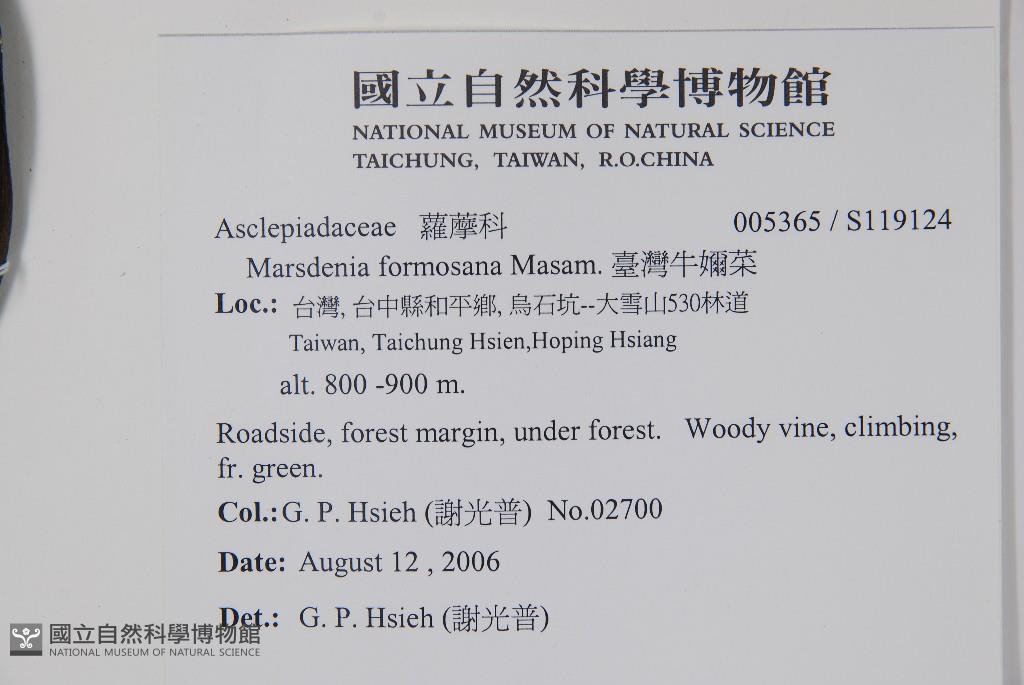 國立自然科學博物館
NATIONAL MUSEUM OF NATURAL SCIENCE
TAICHUNG, TAIWAN, R.O.CHINA
Asclepiadaceae 蘿藦科 005365 / S119124
Marsdenia formosana Masam. 臺灣牛嬭菜
Loc.: 台灣, 台中縣和平鄉, 烏石坑--大雪山530林道
Taiwan, Taichung Hsien,Hoping Hsiang
alt. 800 -900 m.
Roadside, forest margin, under forest. Woody vine, climbing,
fr. green.
Col.: G. P. Hsieh (謝光普) No.02700
Date: August 12 , 2006
Det.: G. P. Hsieh (謝光普)
國立自然科學博物館
NATIONAL MUSEUM OF NATURAL SCIENCE